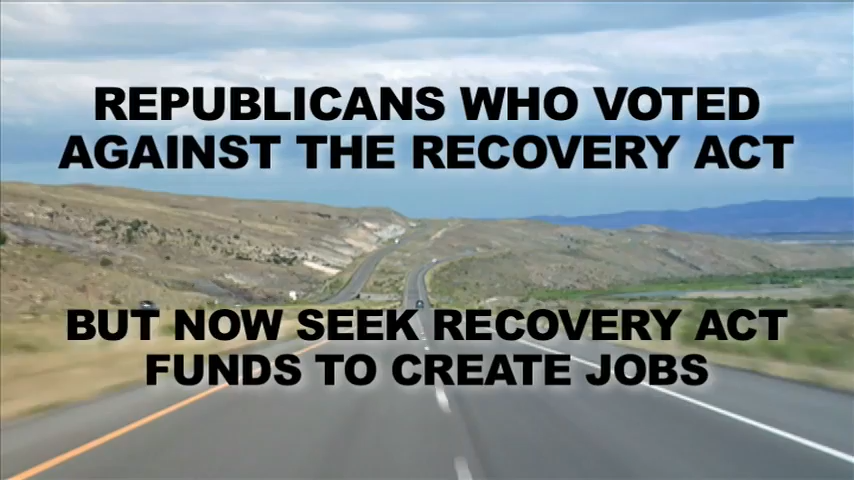 REPUBLICANS WHO VOTED
AGAINST THE RECOVERY ACT
BUT NOW SEEK RECOVERY ACT
FUNDS TO CREATE JOBS